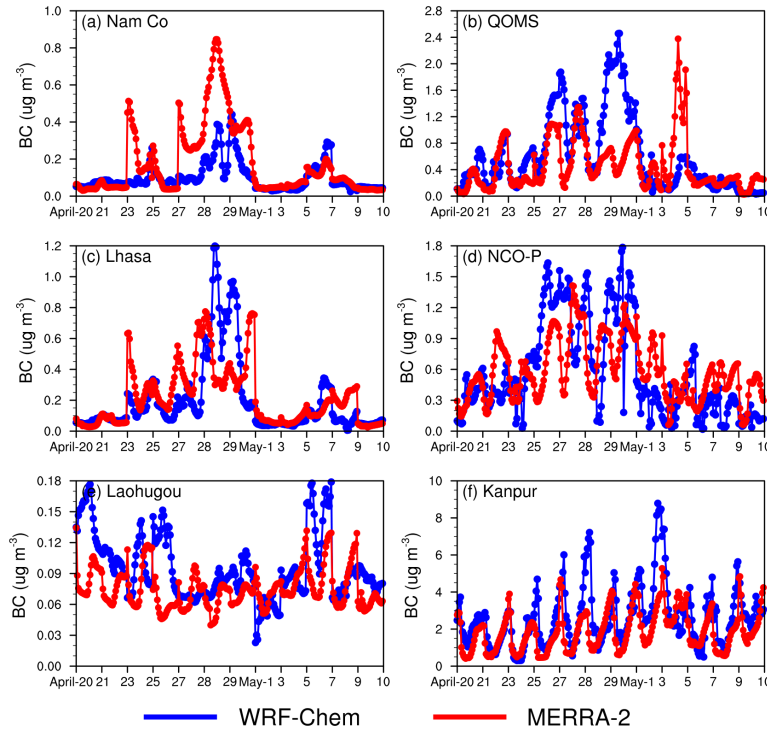 (a) Nam Co
BC (ug m-3)
1.0
0.8
0.6
0.4
0.2
0.0
April-20 21 23 25 27 28 29 May-1 3 5 7 9 10
(b) QOMS
BC (ug m-3)
2.8
2.4
2.0
1.6
1.2
0.8
0.4
0.0
April-20 21 23 25 27 28 29 May-1 3 5 7 9 10
(c) Lhasa
BC (ug m-3)
1.2
1.0
0.8
0.6
0.4
0.2
0.0
April-20 21 23 25 27 28 29 May-1 3 5 7 9 10
(d) NCO-P
BC (ug m-3)
1.8
1.5
1.2
0.9
0.6
0.3
0.0
April-20 21 23 25 27 28 29 May-1 3 5 7 9 10
(e) Laohugou
BC (ug m-3)
0.18
0.15
0.12
0.09
0.06
0.03
0.00
April-20 21 23 25 27 28 29 May-1 3 5 7 9 10
(f) Kanpur
BC (ug m-3)
10
8
6
4
2
0
April-20 21 23 25 27 28 29 May-1 3 5 7 9 10
WRF-Chem MERRA-2